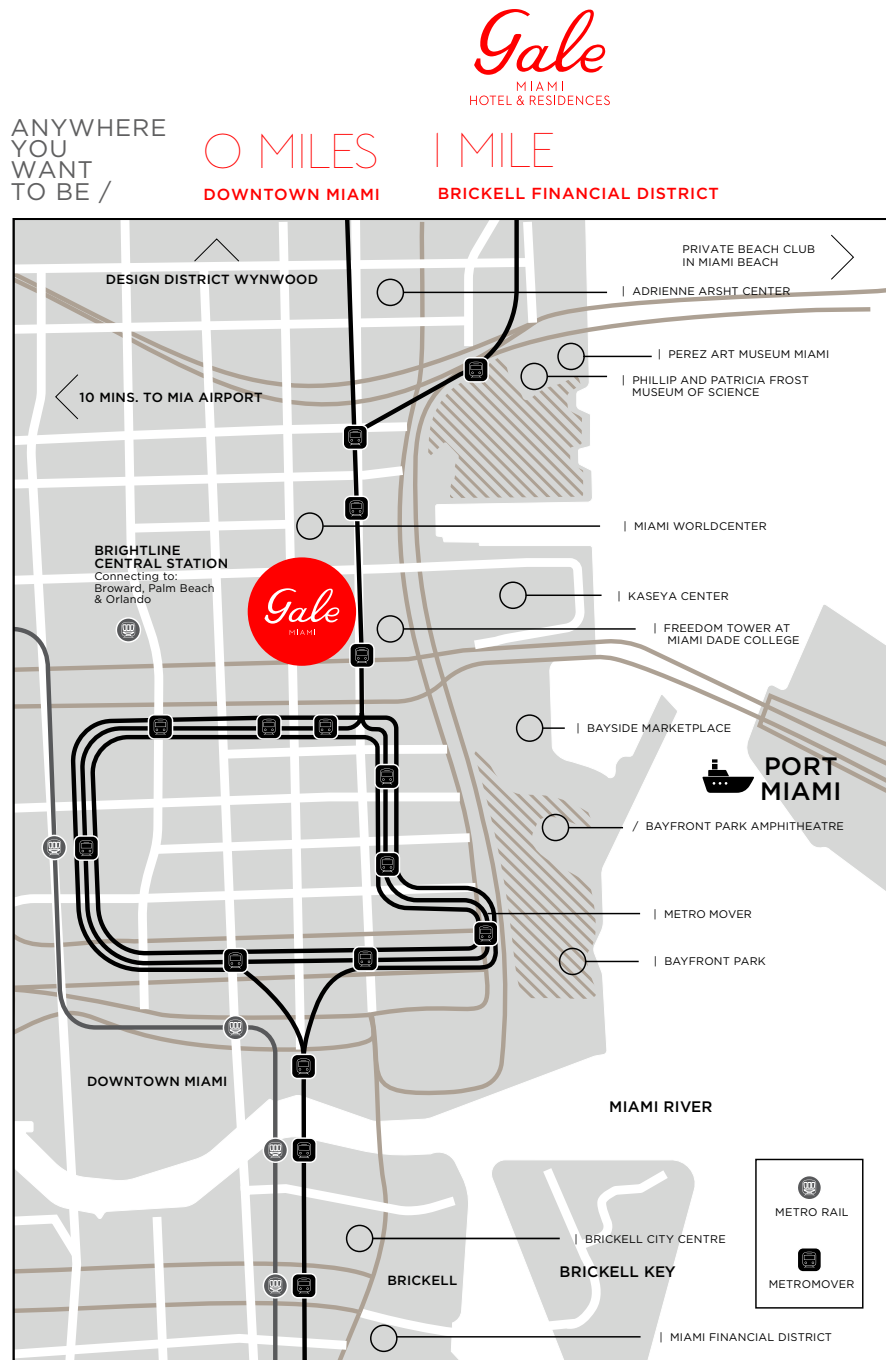 Gale
MIAMI
HOTEL & RESIDENCES
ANYWHERE
YOU
WANT
TO BE /
0 MILES
DOWNTOWN MIAMI
1 MILE
BRICKELL FINANCIAL DISTRICT
PRIVATE BEACH CLUB
IN MIAMI BEACH
DESIGN DISTRICT WYNWOOD
| ADRIENNE ARSHT CENTER
| PEREZ ART MUSEUM MIAMI
| PHILLIP AND PATRICIA FROST
MUSEUM OF SCIENCE
10 MINS. TO MIA AIRPORT
| MIAMI WORLDCENTER
BRIGHTLINE
CENTRAL STATION
Connecting to:
Broward, Palm Beach
& Orlando
Gale
MIAMI
| KASEYA CENTER
| FREEDOM TOWER AT
MIAMI DADE COLLEGE
| BAYSIDE MARKETPLACE
PORT
MIAMI
/ BAYFRONT PARK AMPHITHEATRE
| METRO MOVER
| BAYFRONT PARK
DOWNTOWN MIAMI
MIAMI RIVER
METRO RAIL
METROMOVER
| BRICKELL CITY CENTRE
BRICKELL
BRICKELL KEY
| MIAMI FINANCIAL DISTRICT